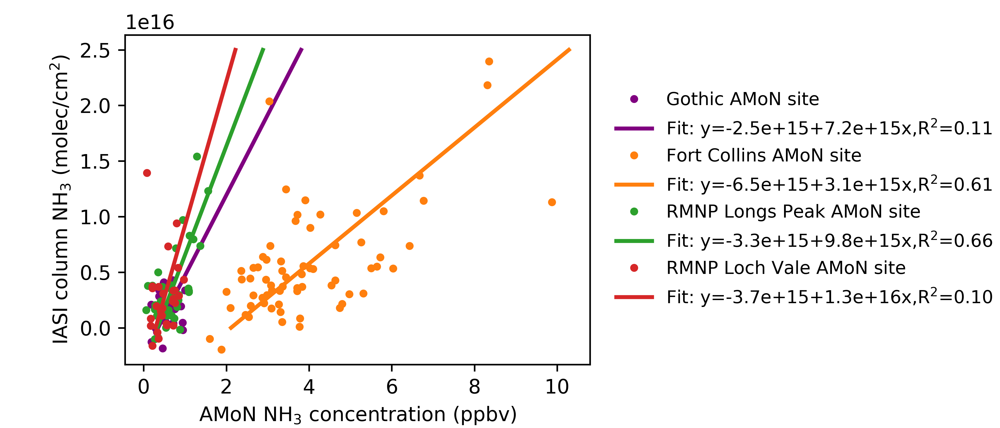 1e16
2.5
2.0
1.5
1.0
0.5
0.0
IASI column NH₃ (molec/cm²)
0 2 4 6 8 10
AMoN NH₃ concentration (ppbv)
Gothic AMoN site
Fit: y=-2.5e+15+7.2e+15x,R²=0.11
Fort Collins AMoN site
Fit: y=-6.5e+15+3.1e+15x,R²=0.61
RMNP Longs Peak AMoN site
Fit: y=-3.3e+15+9.8e+15x,R²=0.66
RMNP Loch Vale AMoN site
Fit: y=-3.7e+15+1.3e+16x,R²=0.10